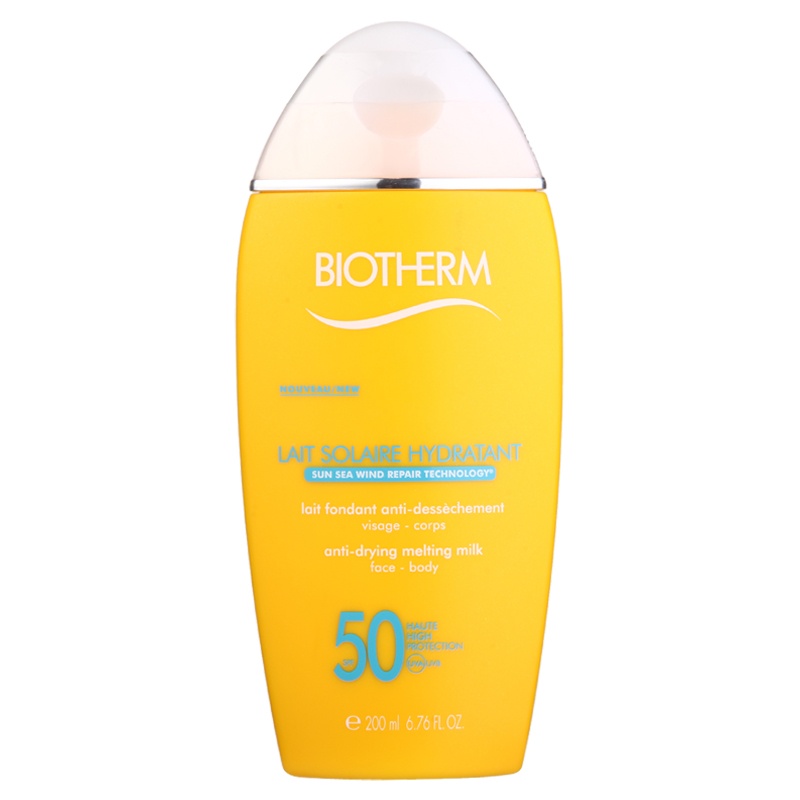 BIOTHERM
NOUVEAU/NEW
LAIT SOLAIRE HYDRATANT
SUN SEA WIND REPAIR TECHNOLOGY*
lait fondant anti-dessèchement
visage - corps
anti-drying melting milk
face - body
SPF 50
HAUTE
HIGH
PROTECTION
e 200 ml 6.76 FL. OZ.